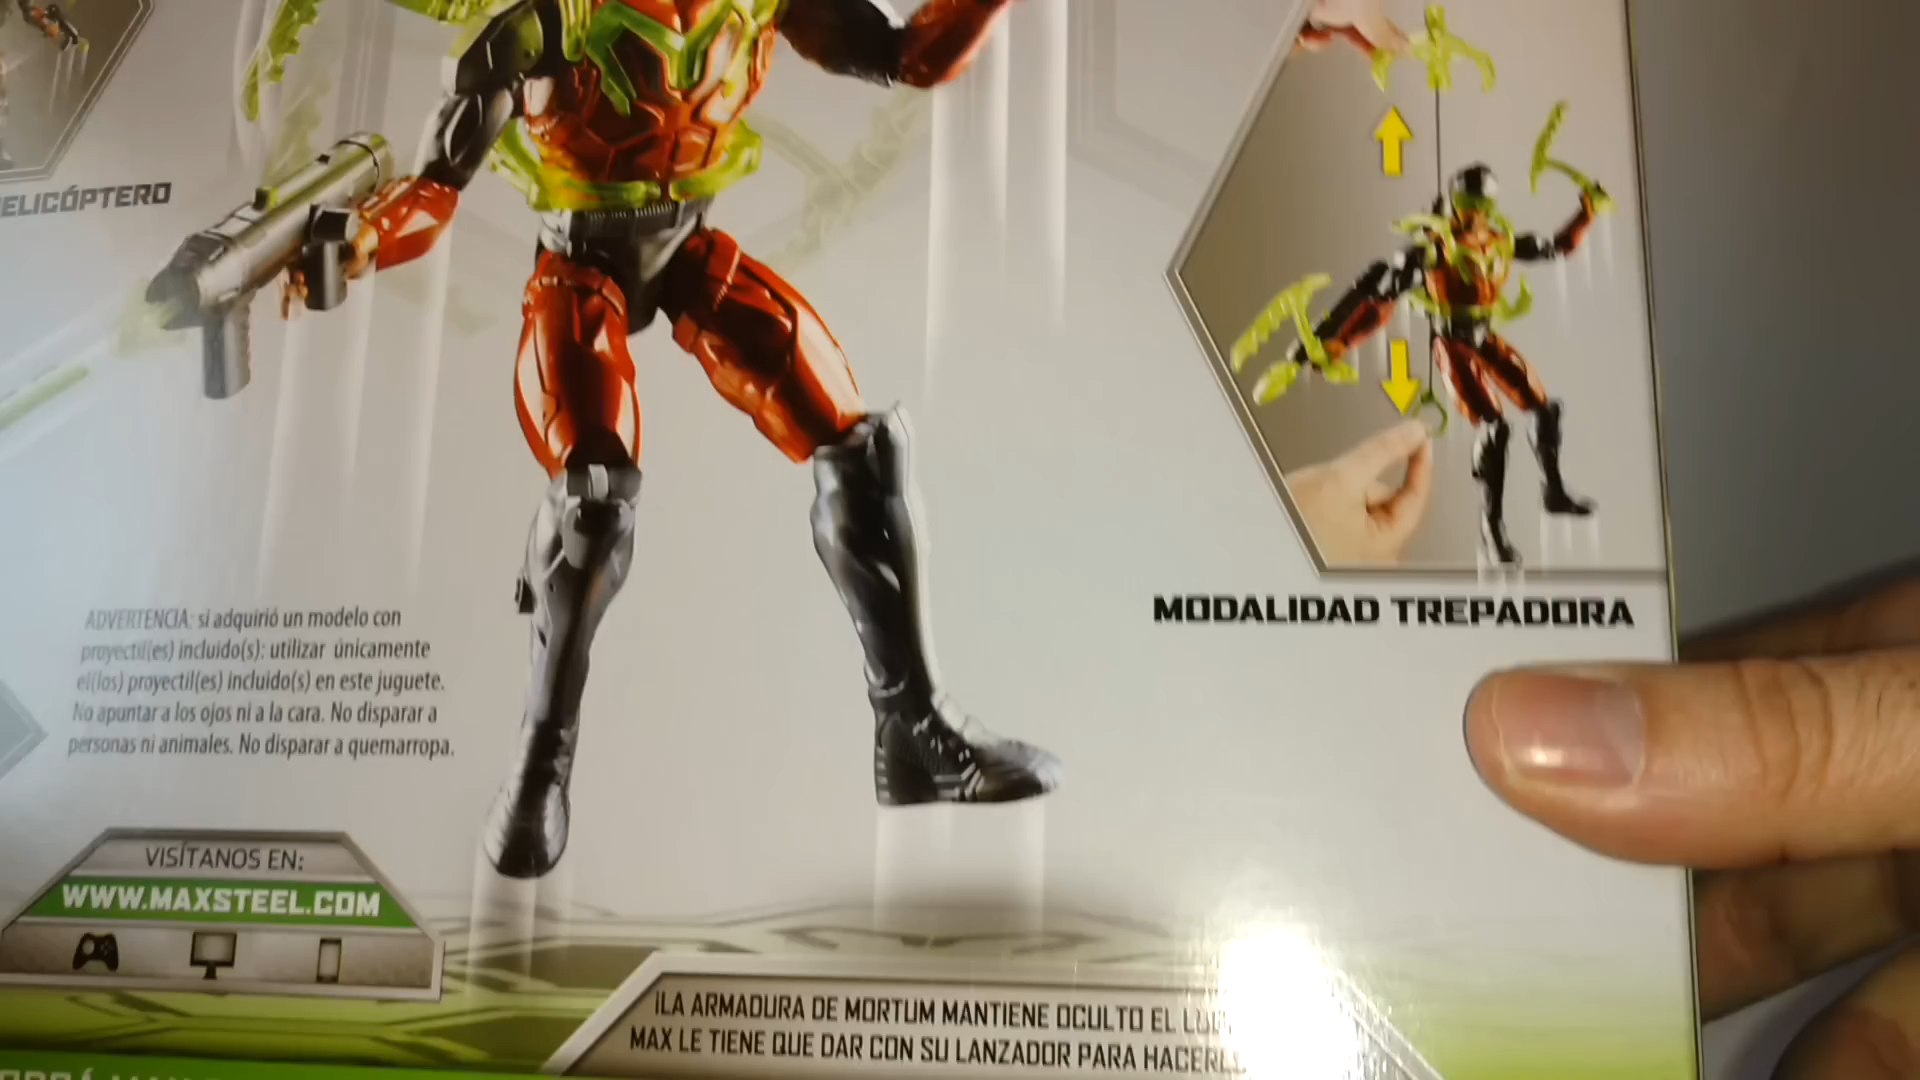 ELICÓPTERO
MODALIDAD TREPADORA
ADVERTENCIA: si adquirió un modelo con
proyectil(es) incluido(s): utilizar únicamente
el(los) proyectil(es) incluido(s) en este juguete.
No apuntar a los ojos ni a la cara. No disparar a
personas ni animales. No disparar a quemarropa.
VISÍTANOS EN:
WWW.MAXSTEEL.COM
¡LA ARMADURA DE MORTUM MANTIENE OCULTO EL
MAX LE TIENE QUE DAR CON SU LANZADOR PARA